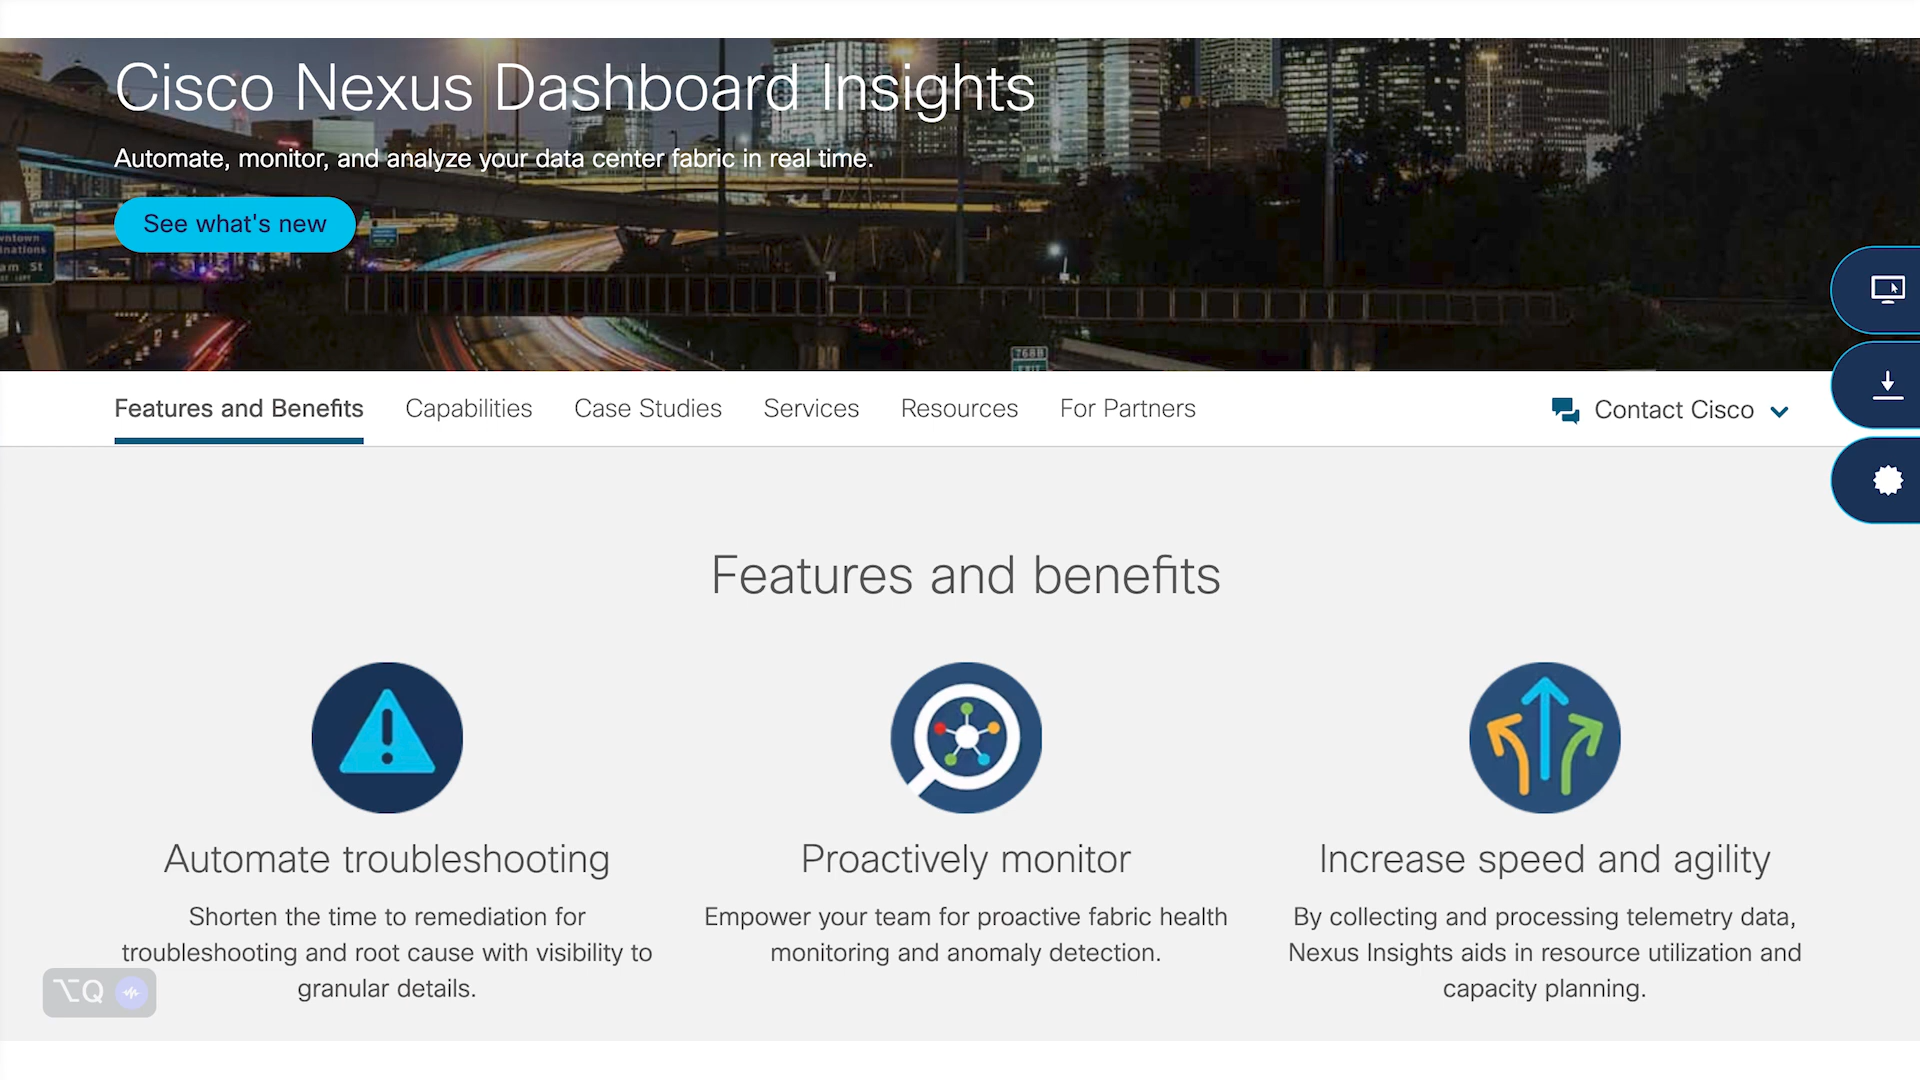 Cisco Nexus Dashboard Insights
Automate, monitor, and analyze your data center fabric in real time.
See what's new
768B
EXIT
Features and Benefits
Capabilities
Case Studies
Services
Resources
For Partners
Contact Cisco
Features and benefits
Automate troubleshooting
Shorten the time to remediation for
troubleshooting and root cause with visibility to
granular details.
Proactively monitor
Empower your team for proactive fabric health
monitoring and anomaly detection.
Increase speed and agility
By collecting and processing telemetry data,
Nexus Insights aids in resource utilization and
capacity planning.
⌥Q